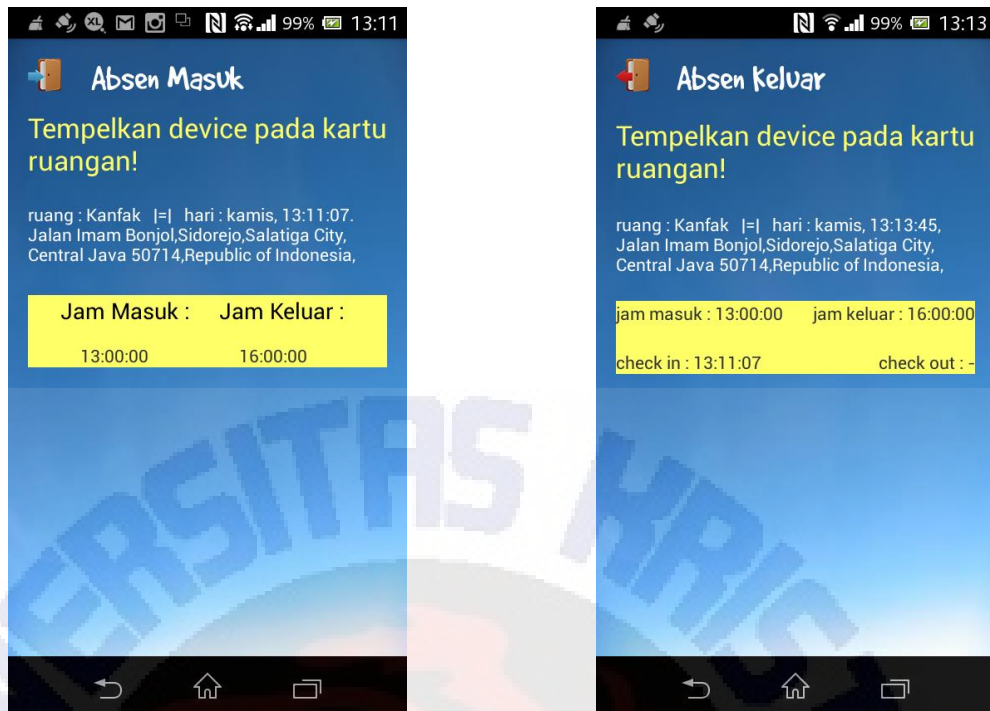 99% 13:11
Absen Masuk
Tempelkan device pada kartu
ruangan!
ruang : Kanfak |=| hari : kamis, 13:11:07.
Jalan Imam Bonjol,Sidorejo,Salatiga City,
Central Java 50714,Republic of Indonesia,
Jam Masuk : Jam Keluar :
13:00:00 16:00:00
99% 13:13
Absen Keluar
Tempelkan device pada kartu
ruangan!
ruang : Kanfak |=| hari : kamis, 13:13:45,
Jalan Imam Bonjol,Sidorejo,Salatiga City,
Central Java 50714,Republic of Indonesia,
jam masuk : 13:00:00 jam keluar : 16:00:00
check in : 13:11:07 check out : -
ERSITAS KRIST